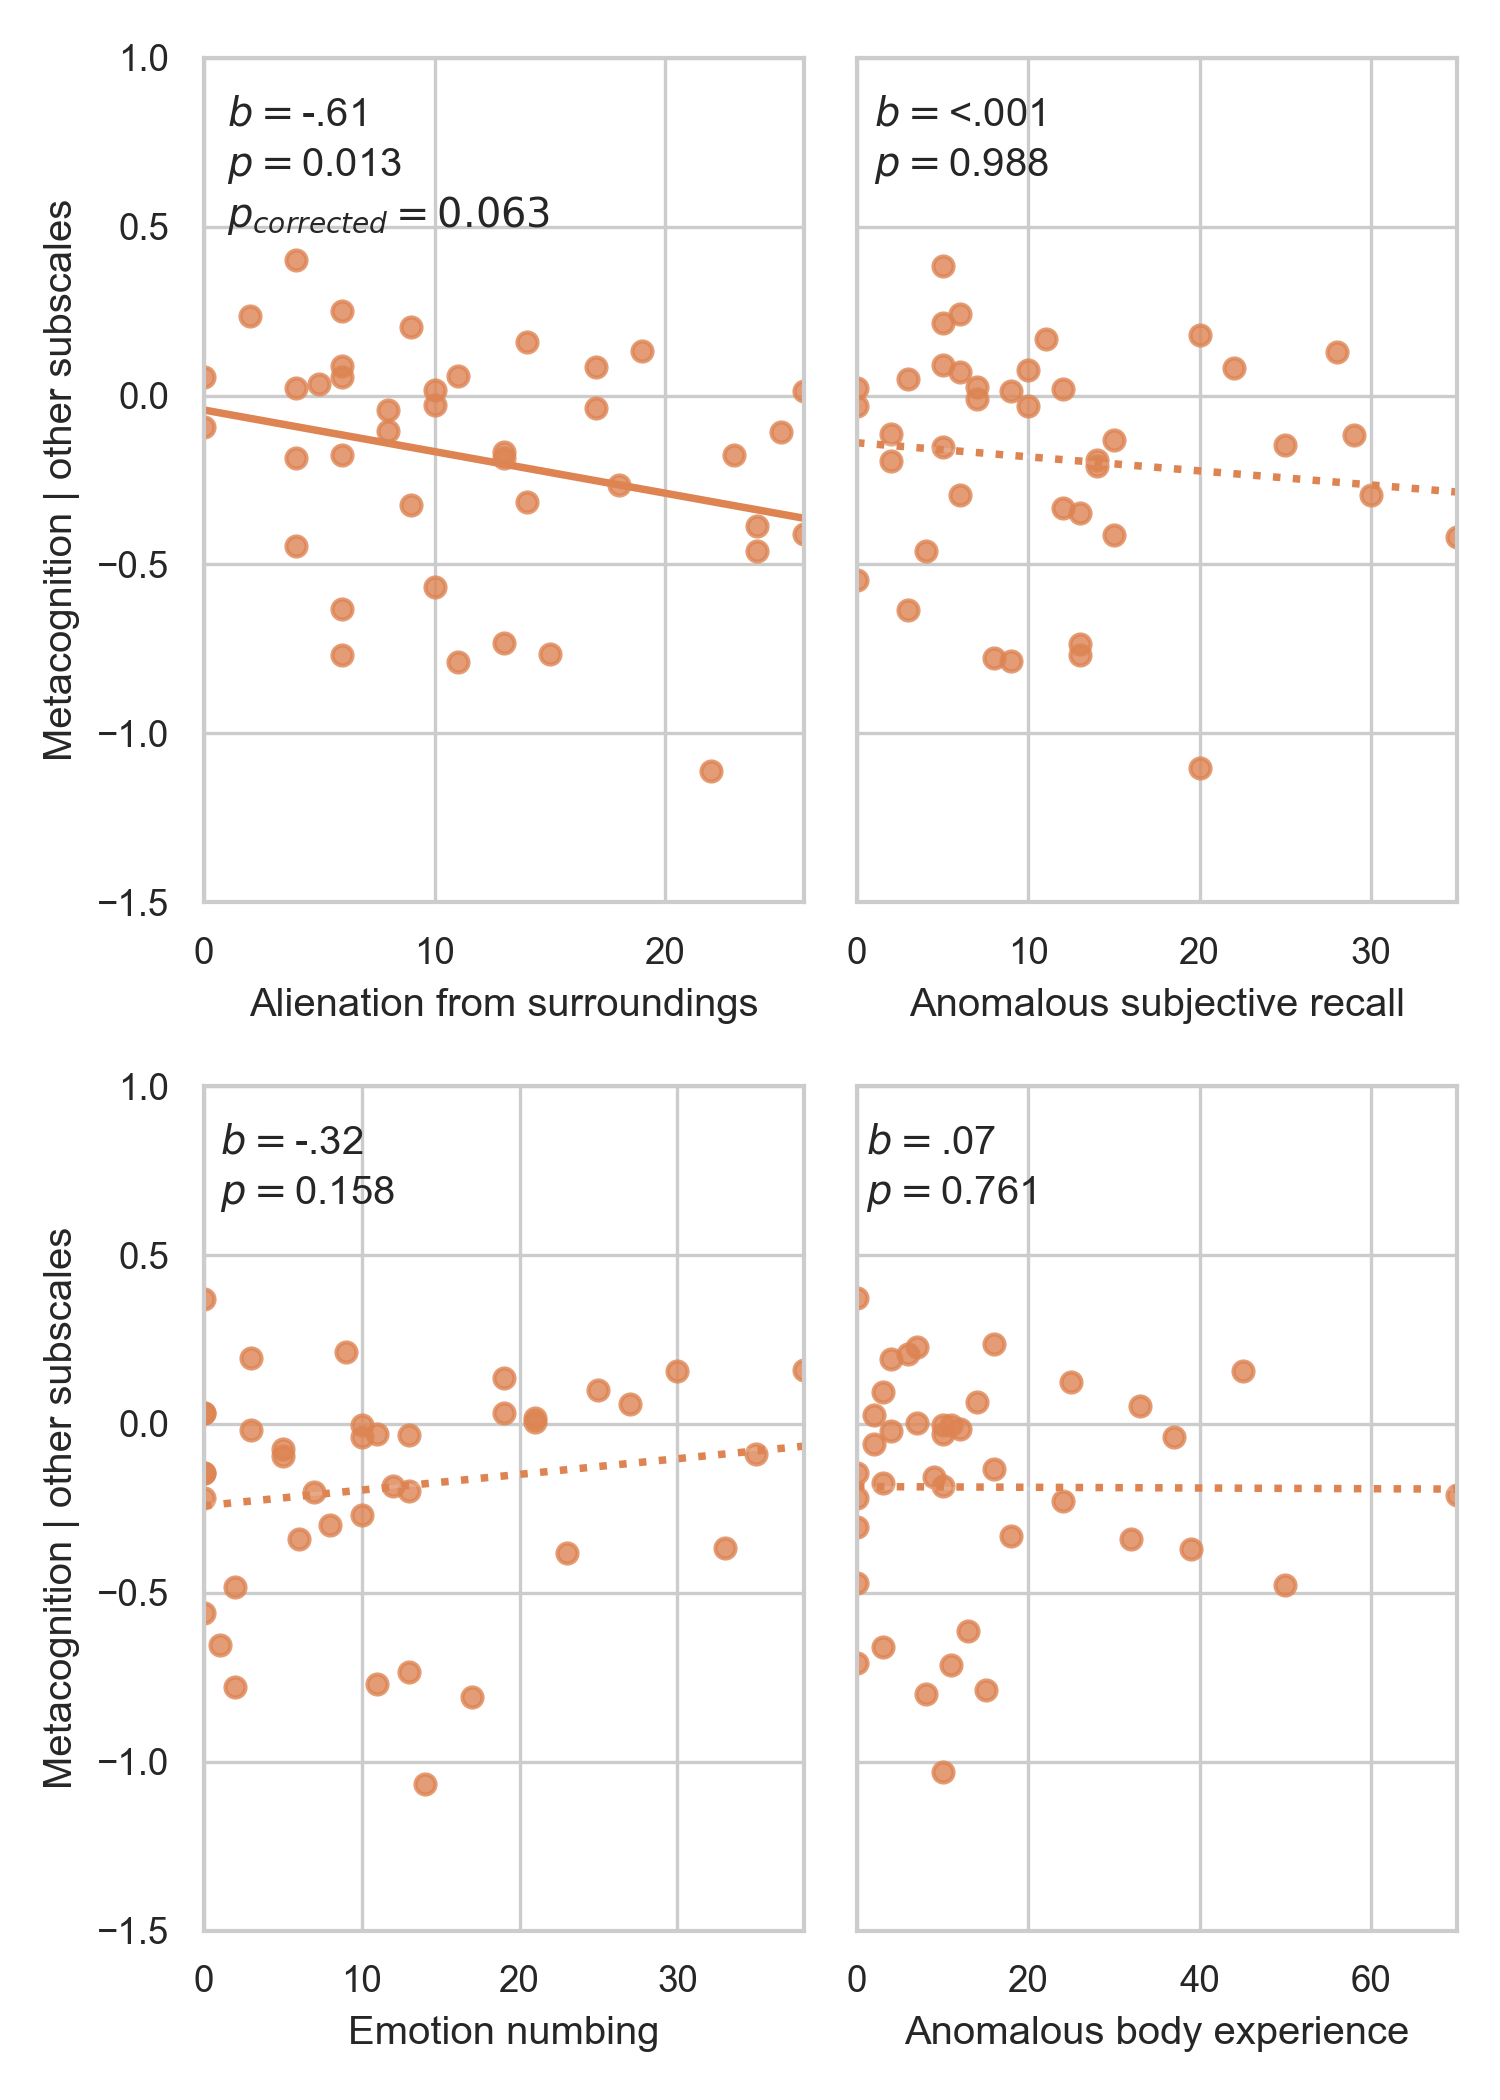 1.0
b = -.61
p = 0.013
p_corrected = 0.063
0.5
0.0
−0.5
−1.0
−1.5
Metacognition | other subscales
0 10 20
Alienation from surroundings
b = <.001
p = 0.988
0 10 20 30
Anomalous subjective recall
1.0
b = -.32
p = 0.158
0.5
0.0
−0.5
−1.0
−1.5
Metacognition | other subscales
0 10 20 30
Emotion numbing
b = .07
p = 0.761
0 20 40 60
Anomalous body experience